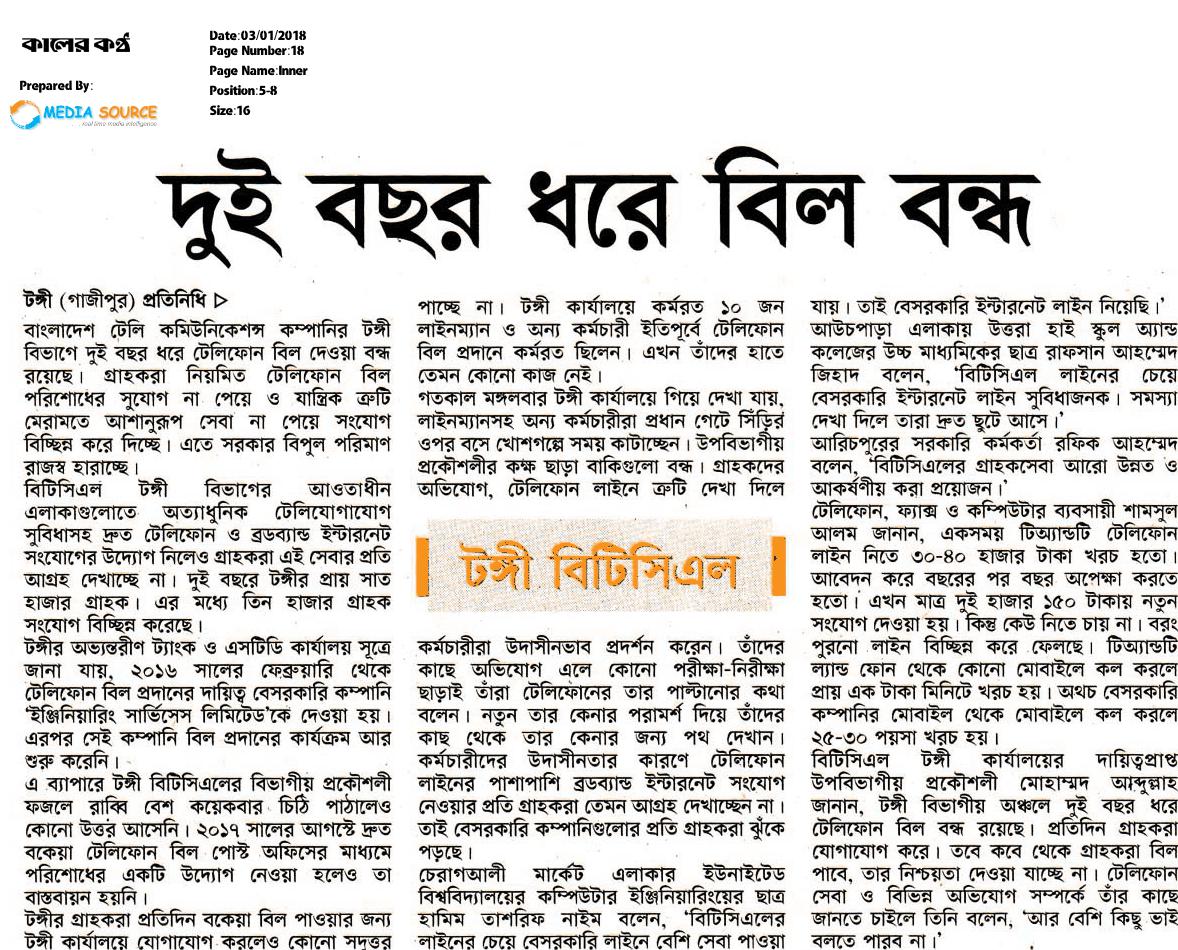 কালের কণ্ঠ
Prepared By:
MEDIA SOURCE
real time media intelligence
Date:03/01/2018
Page Number:18
Page Name:Inner
Position:5-8
Size:16
দুই বছর ধরে বিল বন্ধ
টঙ্গী (গাজীপুর) প্রতিনিধি ▷
বাংলাদেশ টেলি কমিউনিকেশন্স কম্পানির টঙ্গী
বিভাগে দুই বছর ধরে টেলিফোন বিল দেওয়া বন্ধ
রয়েছে। গ্রাহকরা নিয়মিত টেলিফোন বিল
পরিশোধের সুযোগ না পেয়ে ও যান্ত্রিক ত্রুটি
মেরামতে আশানুরূপ সেবা না পেয়ে সংযোগ
বিচ্ছিন্ন করে দিচ্ছে। এতে সরকার বিপুল পরিমাণ
রাজস্ব হারাচ্ছে।
বিটিসিএল টঙ্গী বিভাগের আওতাধীন
এলাকাগুলোতে অত্যাধুনিক টেলিযোগাযোগ
সুবিধাসহ দ্রুত টেলিফোন ও ব্রডব্যান্ড ইন্টারনেট
সংযোগের উদ্যোগ নিলেও গ্রাহকরা এই সেবার প্রতি
আগ্রহ দেখাচ্ছে না। দুই বছরে টঙ্গীর প্রায় সাত
হাজার গ্রাহক। এর মধ্যে তিন হাজার গ্রাহক
সংযোগ বিচ্ছিন্ন করেছে।
টঙ্গীর অভ্যন্তরীণ ট্যাংক ও এসটিডি কার্যালয় সূত্রে
জানা যায়, ২০১৬ সালের ফেব্রুয়ারি থেকে
টেলিফোন বিল প্রদানের দায়িত্ব বেসরকারি কম্পানি
‘ইঞ্জিনিয়ারিং সার্ভিসেস লিমিটেড’কে দেওয়া হয়।
এরপর সেই কম্পানি বিল প্রদানের কার্যক্রম আর
শুরু করেনি।
এ ব্যাপারে টঙ্গী বিটিসিএলের বিভাগীয় প্রকৌশলী
ফজলে রাব্বি বেশ কয়েকবার চিঠি পাঠালেও
কোনো উত্তর আসেনি। ২০১৭ সালের আগস্টে দ্রুত
বকেয়া টেলিফোন বিল পোস্ট অফিসের মাধ্যমে
পরিশোধের একটি উদ্যোগ নেওয়া হলেও তা
বাস্তবায়ন হয়নি।
টঙ্গীর গ্রাহকরা প্রতিদিন বকেয়া বিল পাওয়ার জন্য
টঙ্গী কার্যালয়ে যোগাযোগ করলেও কোনো সদুত্তর
পাচ্ছে না। টঙ্গী কার্যালয়ে কর্মরত ১০ জন
লাইনম্যান ও অন্য কর্মচারী ইতিপূর্বে টেলিফোন
বিল প্রদানে কর্মরত ছিলেন। এখন তাঁদের হাতে
তেমন কোনো কাজ নেই।
গতকাল মঙ্গলবার টঙ্গী কার্যালয়ে গিয়ে দেখা যায়,
লাইনম্যানসহ অন্য কর্মচারীরা প্রধান গেটে সিঁড়ির
ওপর বসে খোশগল্পে সময় কাটাচ্ছেন। উপবিভাগীয়
প্রকৌশলীর কক্ষ ছাড়া বাকিগুলো বন্ধ। গ্রাহকদের
অভিযোগ, টেলিফোন লাইনে ত্রুটি দেখা দিলে
টঙ্গী বিটিসিএল
কর্মচারীরা উদাসীনভাব প্রদর্শন করেন। তাঁদের
কাছে অভিযোগ এলে কোনো পরীক্ষা-নিরীক্ষা
ছাড়াই তাঁরা টেলিফোনের তার পাল্টানোর কথা
বলেন। নতুন তার কেনার পরামর্শ দিয়ে তাঁদের
কাছ থেকে তার কেনার জন্য পথ দেখান।
কর্মচারীদের উদাসীনতার কারণে টেলিফোন
লাইনের পাশাপাশি ব্রডব্যান্ড ইন্টারনেট সংযোগ
নেওয়ার প্রতি গ্রাহকরা তেমন আগ্রহ দেখাচ্ছেন না।
তাই বেসরকারি কম্পানিগুলোর প্রতি গ্রাহকরা ঝুঁকে
পড়ছে।
চেরাগআলী মার্কেট এলাকার ইউনাইটেড
বিশ্ববিদ্যালয়ের কম্পিউটার ইঞ্জিনিয়ারিংয়ের ছাত্র
হামিম তাশরিফ নাইম বলেন, ‘বিটিসিএলের
লাইনের চেয়ে বেসরকারি লাইনে বেশি সেবা পাওয়া
যায়। তাই বেসরকারি ইন্টারনেট লাইন নিয়েছি।’
আউচপাড়া এলাকায় উত্তরা হাই স্কুল অ্যান্ড
কলেজের উচ্চ মাধ্যমিকের ছাত্র রাফসান আহম্মেদ
জিহাদ বলেন, ‘বিটিসিএল লাইনের চেয়ে
বেসরকারি ইন্টারনেট লাইন সুবিধাজনক। সমস্যা
দেখা দিলে তারা দ্রুত ছুটে আসে।’
আরিচপুরের সরকারি কর্মকর্তা রফিক আহম্মেদ
বলেন, ‘বিটিসিএলের গ্রাহকসেবা আরো উন্নত ও
আকর্ষণীয় করা প্রয়োজন।’
টেলিফোন, ফ্যাক্স ও কম্পিউটার ব্যবসায়ী শামসুল
আলম জানান, একসময় টিঅ্যান্ডটি টেলিফোন
লাইন নিতে ৩০-৪০ হাজার টাকা খরচ হতো।
আবেদন করে বছরের পর বছর অপেক্ষা করতে
হতো। এখন মাত্র দুই হাজার ১৫০ টাকায় নতুন
সংযোগ দেওয়া হয়। কিন্তু কেউ নিতে চায় না। বরং
পুরনো লাইন বিচ্ছিন্ন করে ফেলছে। টিঅ্যান্ডটি
ল্যান্ড ফোন থেকে কোনো মোবাইলে কল করলে
প্রায় এক টাকা মিনিটে খরচ হয়। অথচ বেসরকারি
কম্পানির মোবাইল থেকে মোবাইলে কল করলে
২৫-৩০ পয়সা খরচ হয়।
বিটিসিএল টঙ্গী কার্যালয়ের দায়িত্বপ্রাপ্ত
উপবিভাগীয় প্রকৌশলী মোহাম্মদ আব্দুল্লাহ
জানান, টঙ্গী বিভাগীয় অঞ্চলে দুই বছর ধরে
টেলিফোন বিল বন্ধ রয়েছে। প্রতিদিন গ্রাহকরা
যোগাযোগ করে। তবে কবে থেকে গ্রাহকরা বিল
পাবে, তার নিশ্চয়তা দেওয়া যাচ্ছে না। টেলিফোন
সেবা ও বিভিন্ন অভিযোগ সম্পর্কে তাঁর কাছে
জানতে চাইলে তিনি বলেন, ‘আর বেশি কিছু ভাই
বলতে পারব না।’